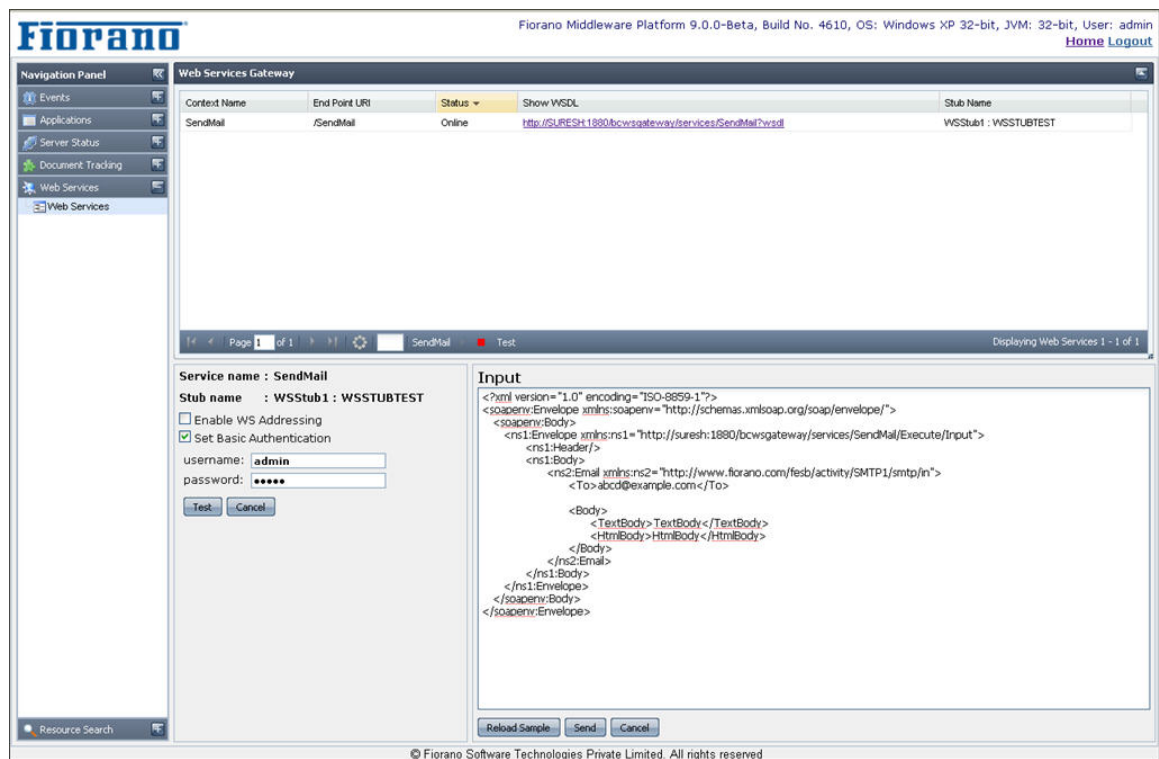 Fiorano
Fiorano Middleware Platform 9.0.0-Beta, Build No. 4610, OS: Windows XP 32-bit, JVM: 32-bit, User: admin
Home Logout
Navigation Panel
Events
Applications
Server Status
Document Tracking
Web Services
Web Services
Resource Search
Web Services Gateway
Context Name End Point URI Status Show WSDL Stub Name
SendMail /SendMail Online http://SURESH:1880/bcwsgateway/services/SendMail?wsdl WSStub1 : WSSTUBTEST
Page 1 of 1 SendMail Test Displaying Web Services 1 - 1 of 1
Service name : SendMail
Stub name : WSStub1 : WSSTUBTEST
Enable WS Addressing
Set Basic Authentication
username: admin
password: •••••
Test Cancel
Input
<?xml version="1.0" encoding="ISO-8859-1"?>
<soapenv:Envelope xmlns:soapenv="http://schemas.xmlsoap.org/soap/envelope/">
<soapenv:Body>
<ns1:Envelope xmlns:ns1="http://suresh:1880/bcwsgateway/services/SendMail/Execute/Input">
<ns1:Header/>
<ns1:Body>
<ns2:Email xmlns:ns2="http://www.fiorano.com/fesb/activity/SMTP1/smtp/in">
<To>abcd@example.com</To>
<Body>
<TextBody>TextBody</TextBody>
<HtmlBody>HtmlBody</HtmlBody>
</Body>
</ns2:Email>
</ns1:Body>
</ns1:Envelope>
</soapenv:Body>
</soapenv:Envelope>
Reload Sample Send Cancel
© Fiorano Software Technologies Private Limited. All rights reserved